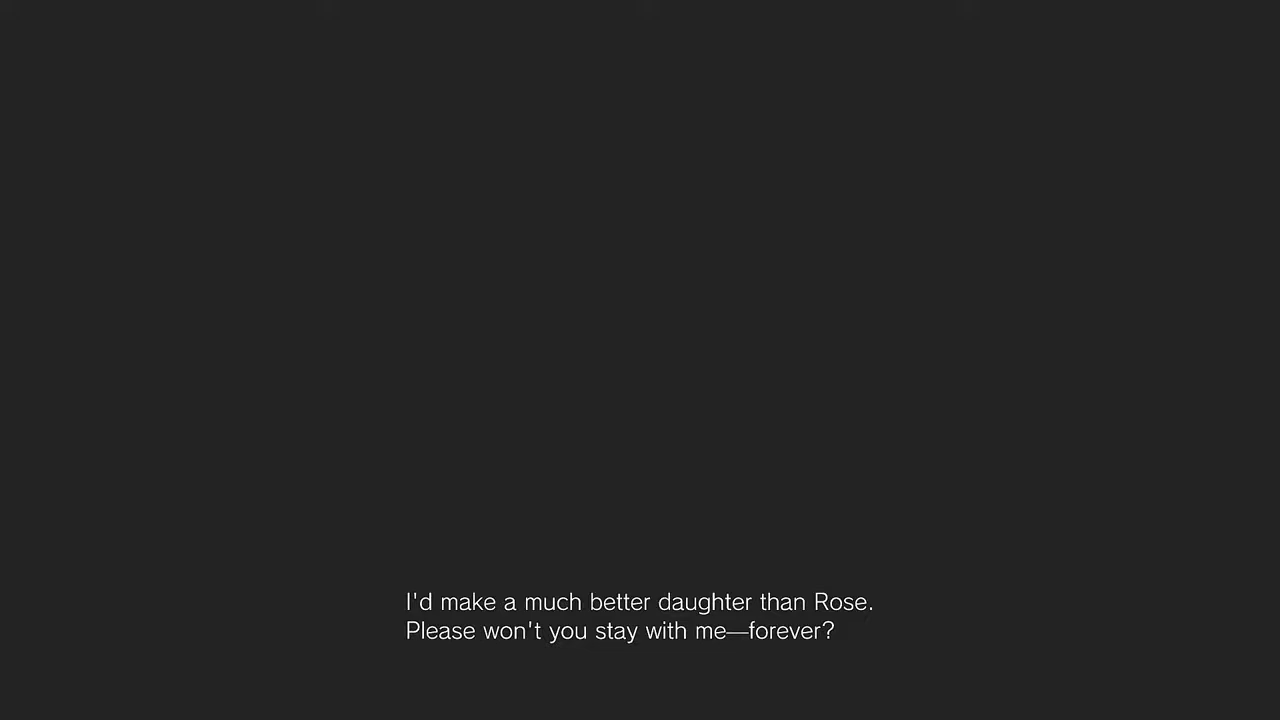 I'd make a much better daughter than Rose.
Please won't you stay with me—forever?